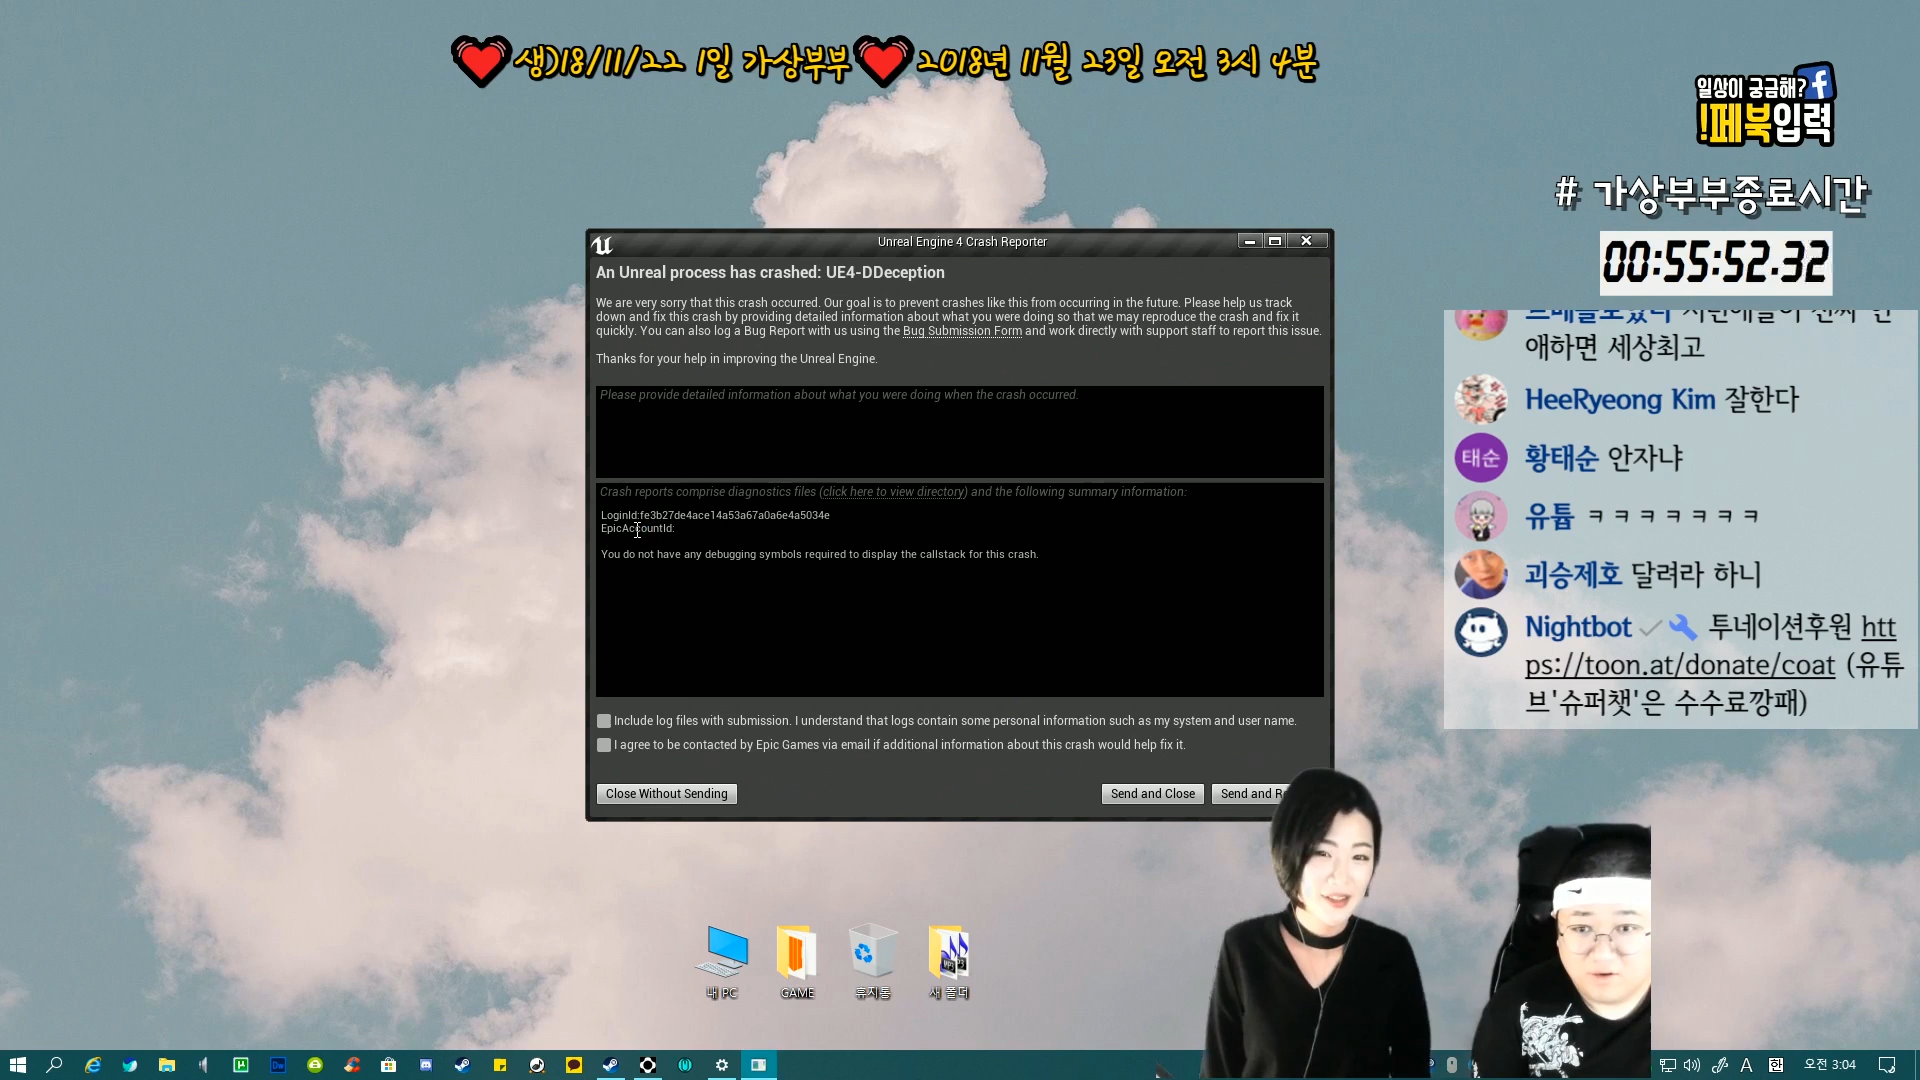 생)18/11/22 1일 가상부부 2018년 11월 23일 오전 3시 4분
일상이 궁금해?
!페북입력
# 가상부부종료시간
00:55:52.32
Unreal Engine 4 Crash Reporter
An Unreal process has crashed: UE4-DDeception
We are very sorry that this crash occurred. Our goal is to prevent crashes like this from occurring in the future. Please help us track
down and fix this crash by providing detailed information about what you were doing so that we may reproduce the crash and fix it
quickly. You can also log a Bug Report with us using the Bug Submission Form and work directly with support staff to report this issue.
Thanks for your help in improving the Unreal Engine.
Please provide detailed information about what you were doing when the crash occurred.
Crash reports comprise diagnostics files (click here to view directory) and the following summary information:
LoginId:fe3b27de4ace14a53a67a0a6e4a5034e
EpicAccountId:
You do not have any debugging symbols required to display the callstack for this crash.
Include log files with submission. I understand that logs contain some personal information such as my system and user name.
I agree to be contacted by Epic Games via email if additional information about this crash would help fix it.
Close Without Sending
Send and Close
Send and
애하면 세상최고
HeeRyeong Kim 잘한다
태순 황태순 안자냐
유튬 ㅋㅋㅋㅋㅋㅋㅋ
괴승제호 달려라 하니
Nightbot 투네이션후원 htt
ps://toon.at/donate/coat (유튜
브'슈퍼챗'은 수수료깡패)
내 PC
GAME
휴지통
새 폴더
A 한 오전 3:04